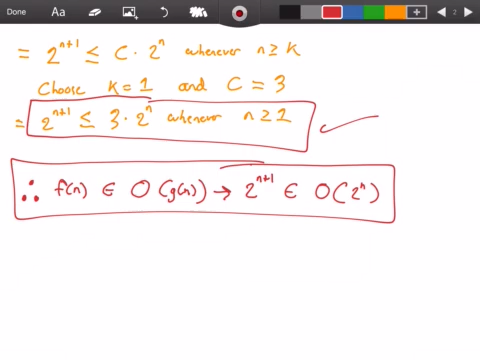 Done Aa 2
= 2^{n+1} ≤ C · 2^n whenever n ≥ k
Choose k = 1 and C = 3
= 2^{n+1} ≤ 3 · 2^n whenever n ≥ 1
∴ f(n) ∈ O(g(n)) → 2^{n+1} ∈ O(2^n)